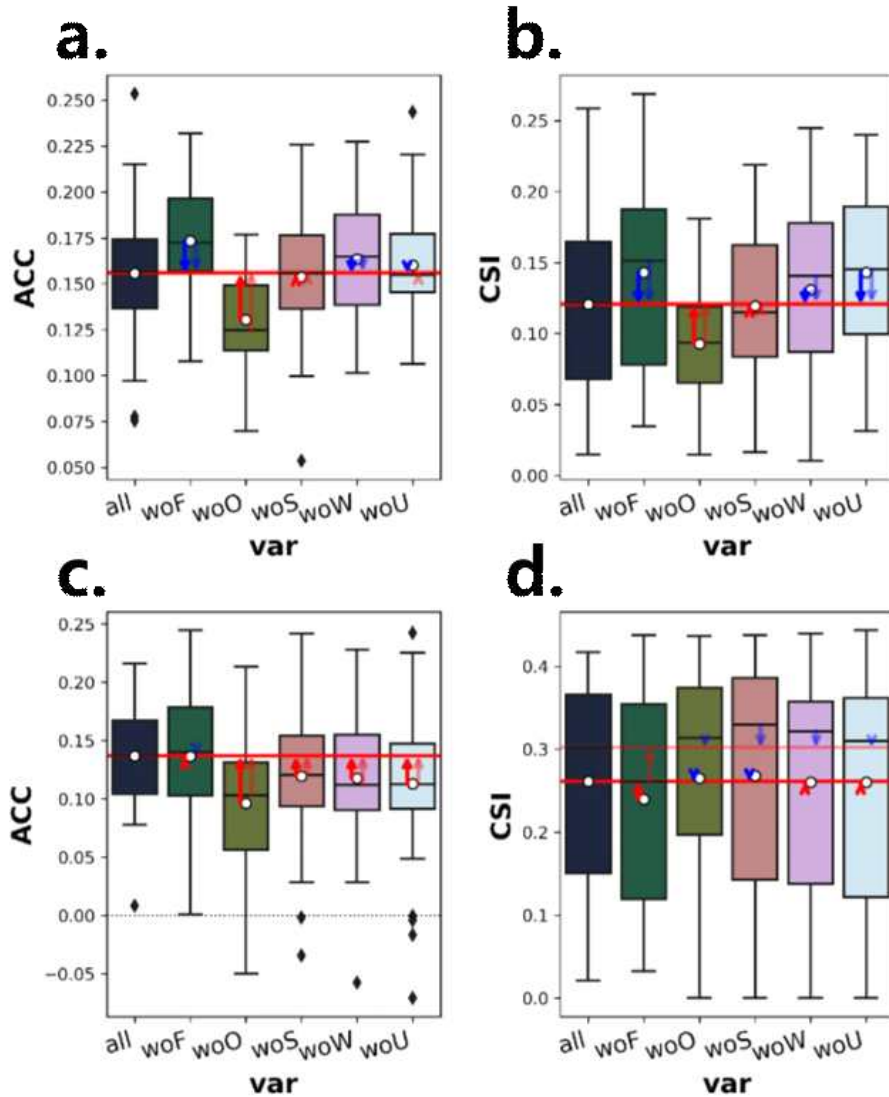 a.
ACC
0.250
0.225
0.200
0.175
0.150
0.125
0.100
0.075
0.050
all
woF
woO
woS
woW
woU
var
b.
CSI
0.25
0.20
0.15
0.10
0.05
0.00
all
woF
woO
woS
woW
woU
var
c.
ACC
0.25
0.20
0.15
0.10
0.05
0.00
−0.05
all
woF
woO
woS
woW
woU
var
d.
CSI
0.4
0.3
0.2
0.1
0.0
all
woF
woO
woS
woW
woU
var